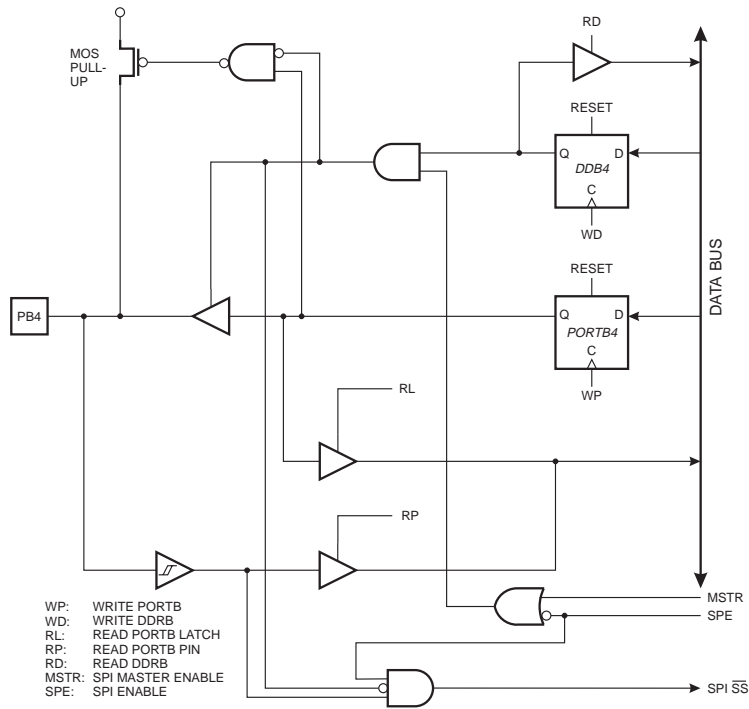 RD
MOS
PULL-
UP
RESET
Q
D
DDB4
C
WD
DATA BUS
RESET
PB4
Q
D
PORTB4
C
WP
RL
RP
MSTR
SPE
WP: WRITE PORTB
WD: WRITE DDRB
RL: READ PORTB LATCH
RP: READ PORTB PIN
RD: READ DDRB
MSTR: SPI MASTER ENABLE
SPE: SPI ENABLE
SPI S̅S̅